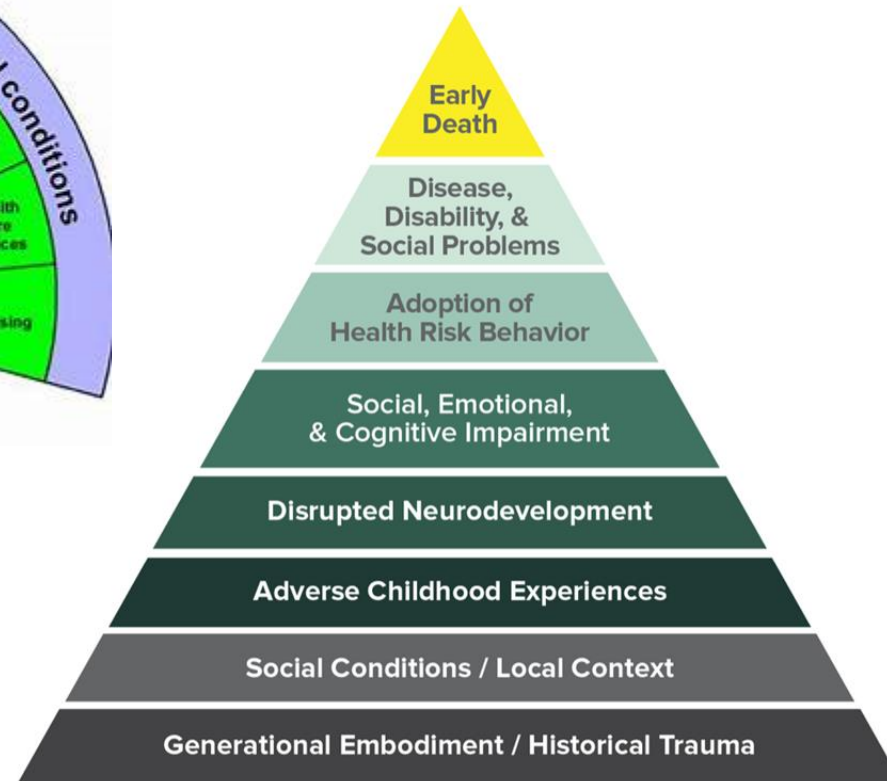 conditions
Early
Death
Disease,
Disability, &
Social Problems
Adoption of
Health Risk Behavior
Social, Emotional,
& Cognitive Impairment
Disrupted Neurodevelopment
Adverse Childhood Experiences
Social Conditions / Local Context
Generational Embodiment / Historical Trauma